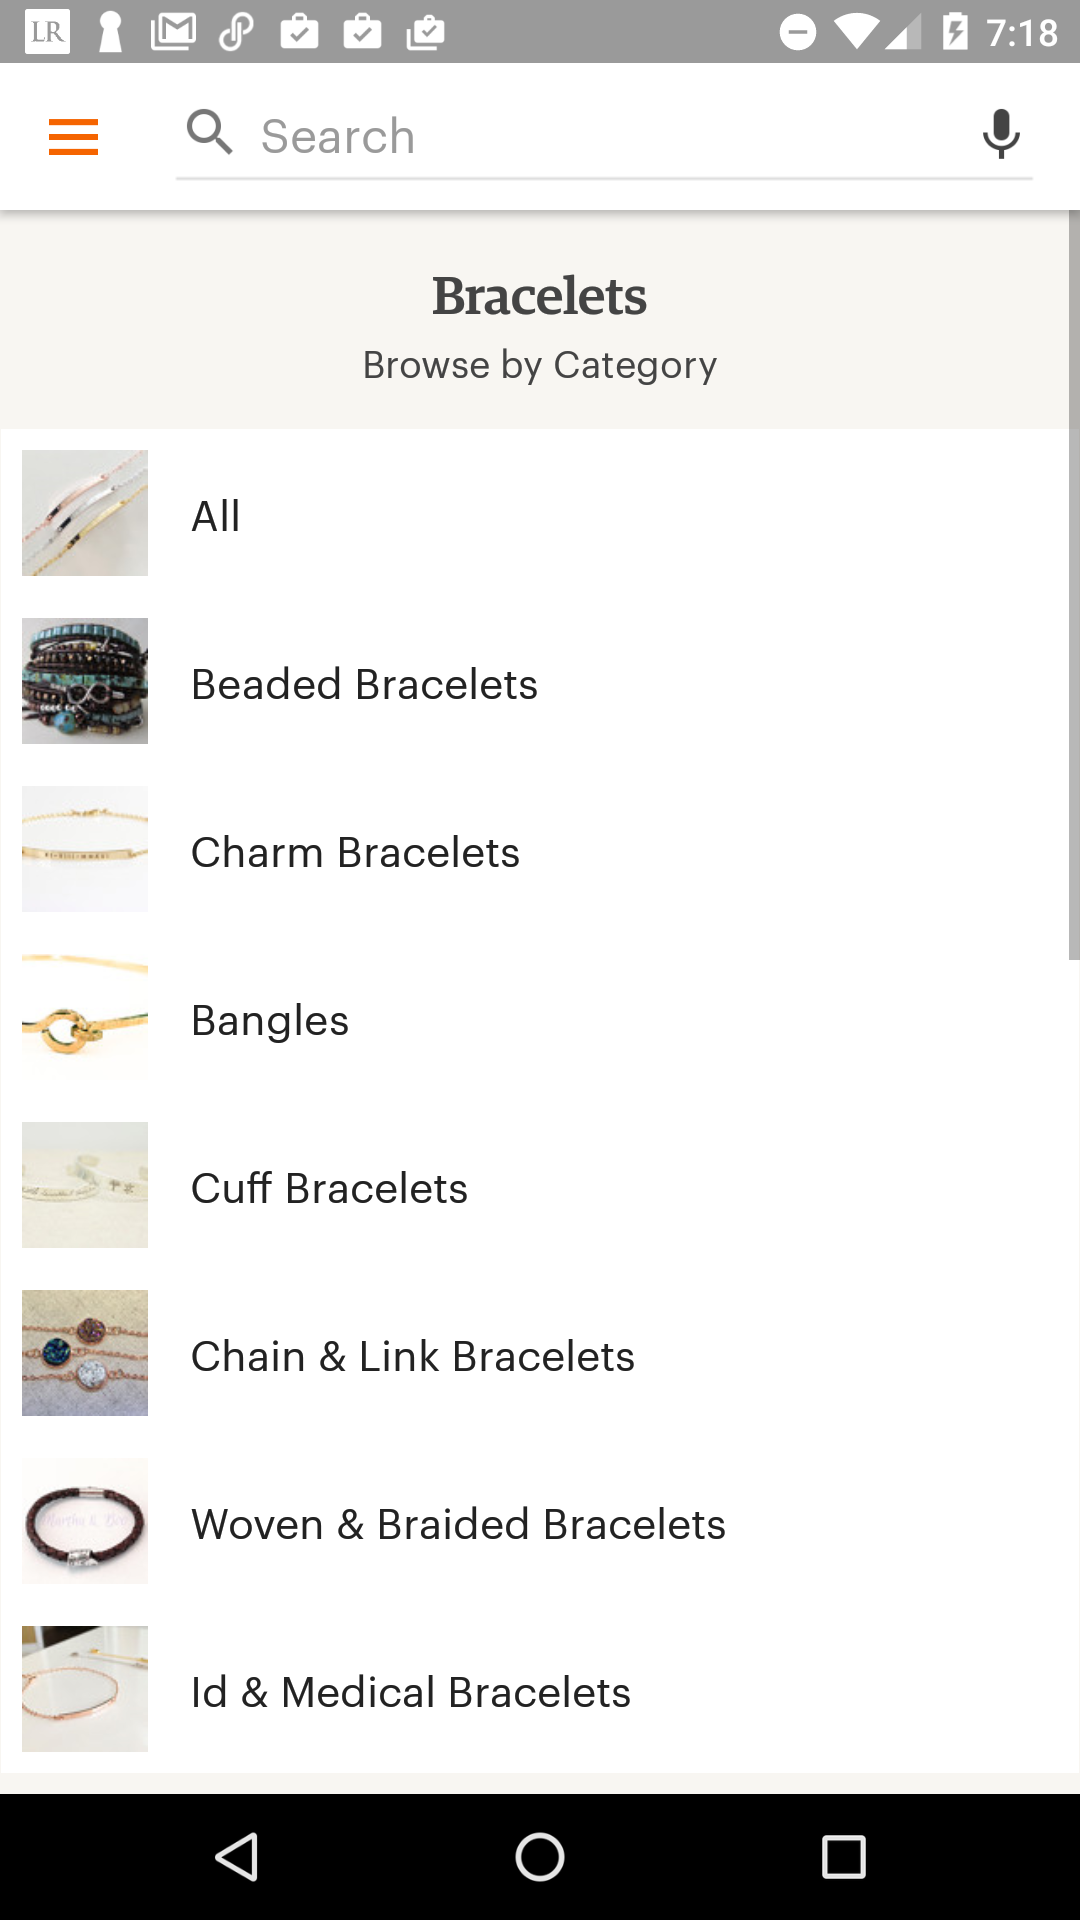 LR 7:18
Search
Bracelets
Browse by Category
All
Beaded Bracelets
Charm Bracelets
Bangles
Cuff Bracelets
Chain & Link Bracelets
Woven & Braided Bracelets
Id & Medical Bracelets